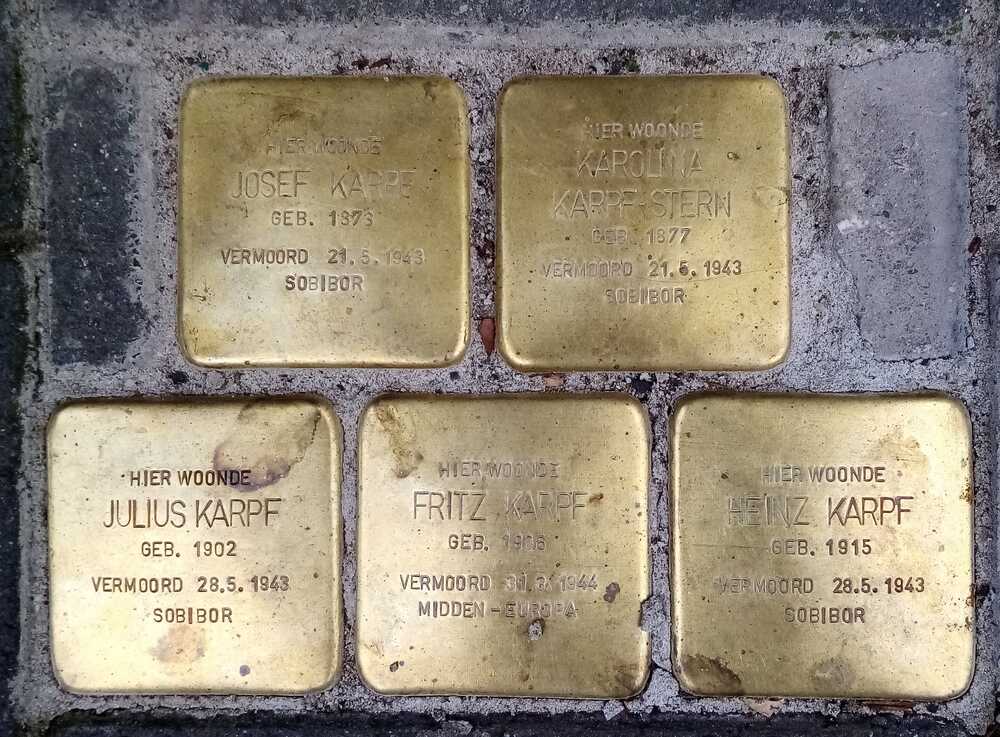 HIER WOONDE
JOSEF KARPF
GEB. 1873
VERMOORD 21.5.1943
SOBIBOR
HIER WOONDE
KAROLINA
KARPF-STERN
GEB. 1877
VERMOORD 21.5.1943
SOBIBOR
HIER WOONDE
JULIUS KARPF
GEB. 1902
VERMOORD 28.5.1943
SOBIBOR
HIER WOONDE
FRITZ KARPF
GEB. 1908
VERMOORD 31.3.1944
MIDDEN-EUROPA
HIER WOONDE
HEINZ KARPF
GEB. 1915
VERMOORD 28.5.1943
SOBIBOR